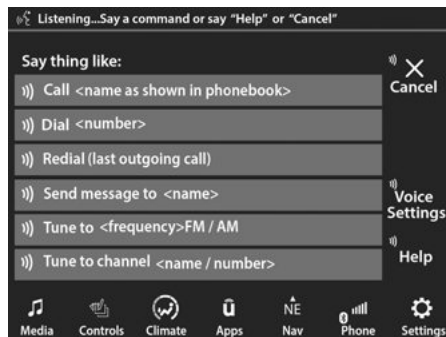 Listening...Say a command or say “Help” or “Cancel”
Say thing like:
Call <name as shown in phonebook>
Dial <number>
Redial (last outgoing call)
Send message to <name>
Tune to <frequency>FM / AM
Tune to channel <name / number>
Cancel
Voice
Settings
Help
û
NE
Media
Controls
Climate
Apps
Nav
Phone
Settings